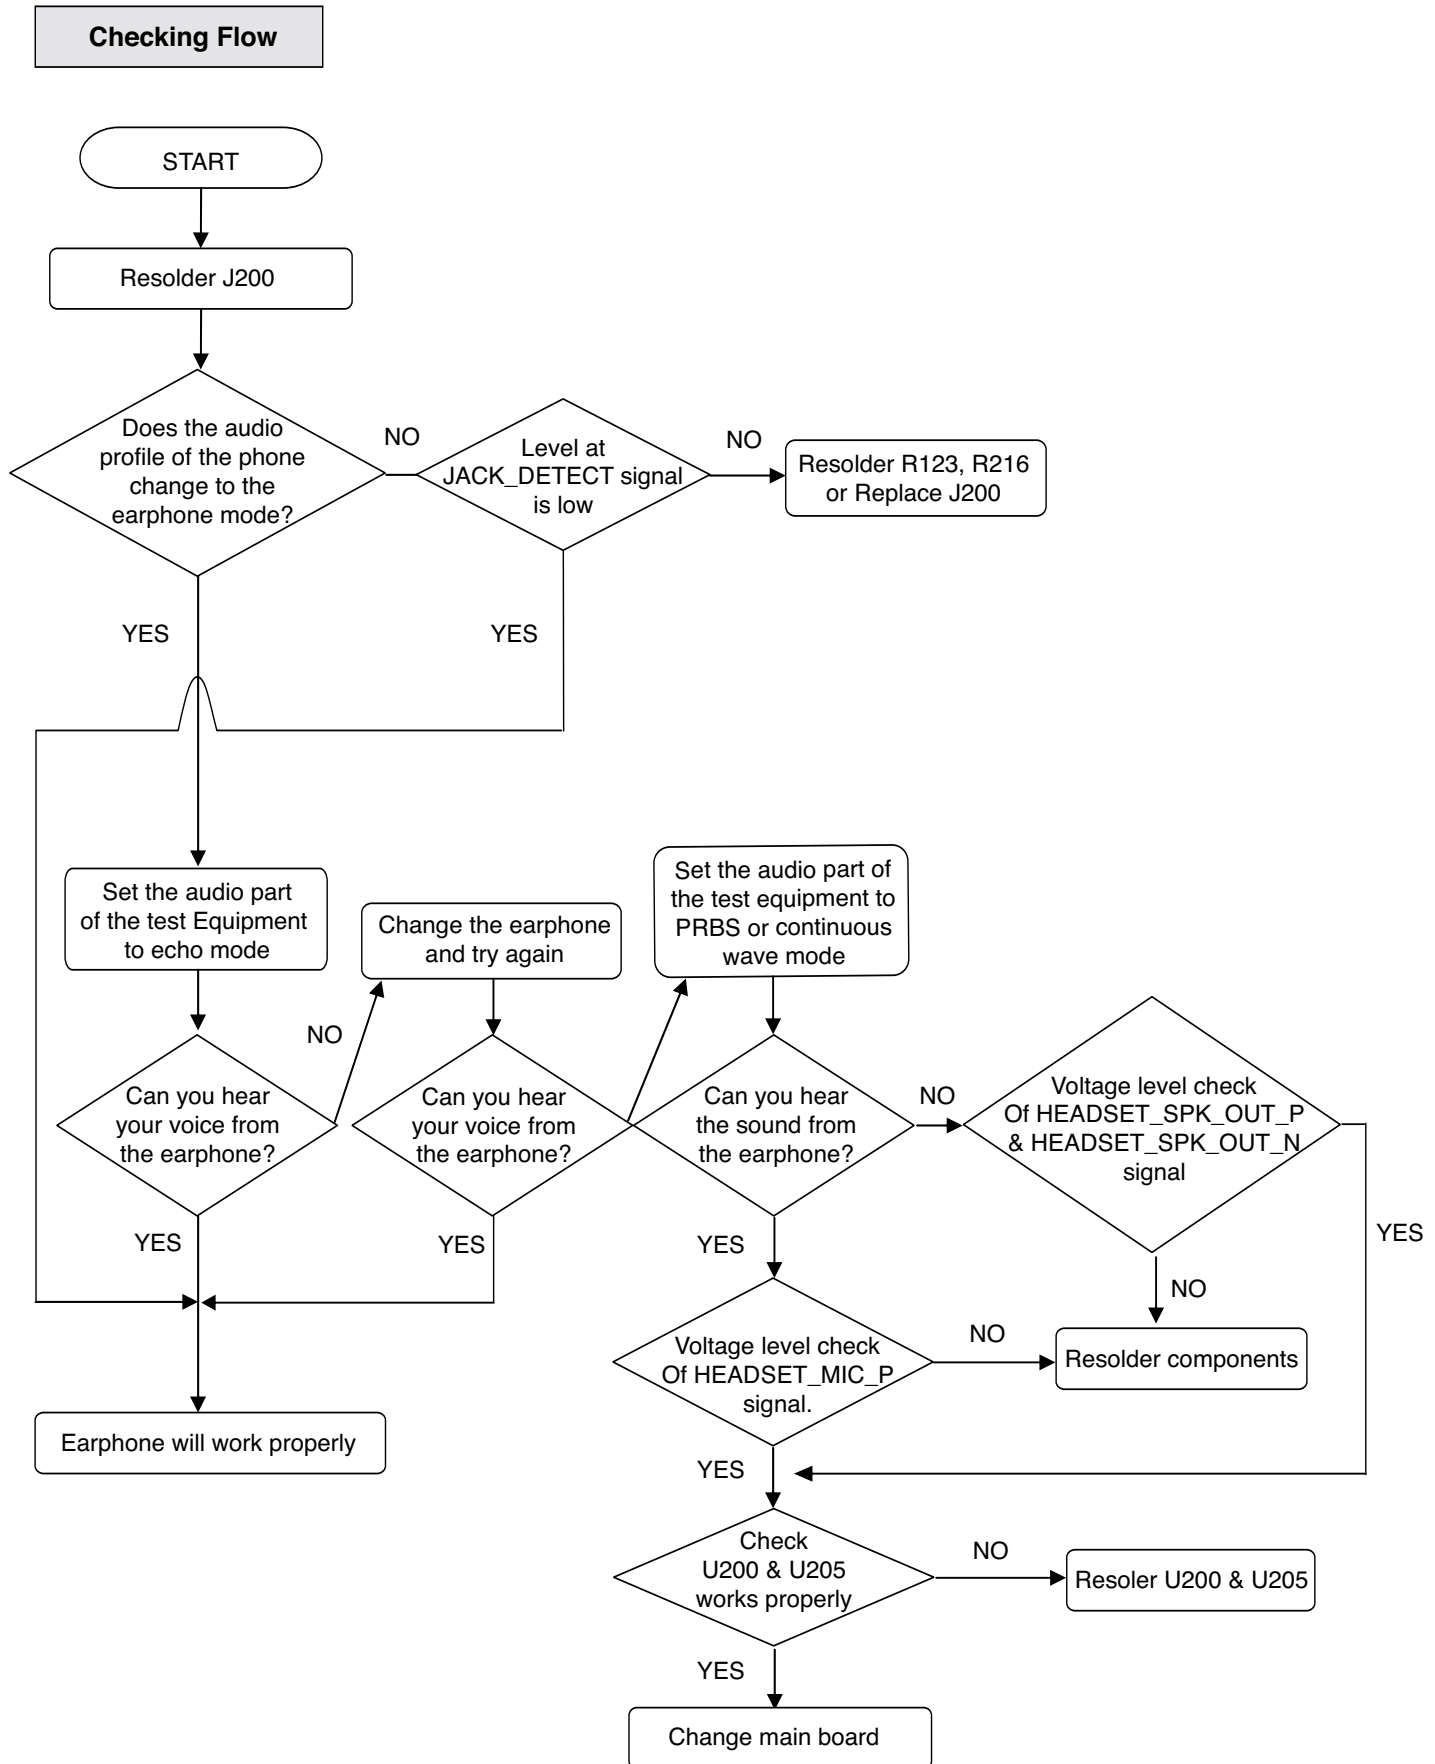 Checking Flow
START
Resolder J200
Does the audio
profile of the phone
change to the
earphone mode?
NO
Level at
JACK_DETECT signal
is low
NO
Resolder R123, R216
or Replace J200
YES
YES
Set the audio part
of the test Equipment
to echo mode
Change the earphone
and try again
Set the audio part of
the test equipment to
PRBS or continuous
wave mode
NO
Can you hear
your voice from
the earphone?
Can you hear
your voice from
the earphone?
Can you hear
the sound from
the earphone?
NO
Voltage level check
Of HEADSET_SPK_OUT_P
& HEADSET_SPK_OUT_N
signal
YES
YES
YES
YES
NO
Voltage level check
Of HEADSET_MIC_P
signal.
NO
Resolder components
Earphone will work properly
YES
Check
U200 & U205
works properly
NO
Resoler U200 & U205
YES
Change main board